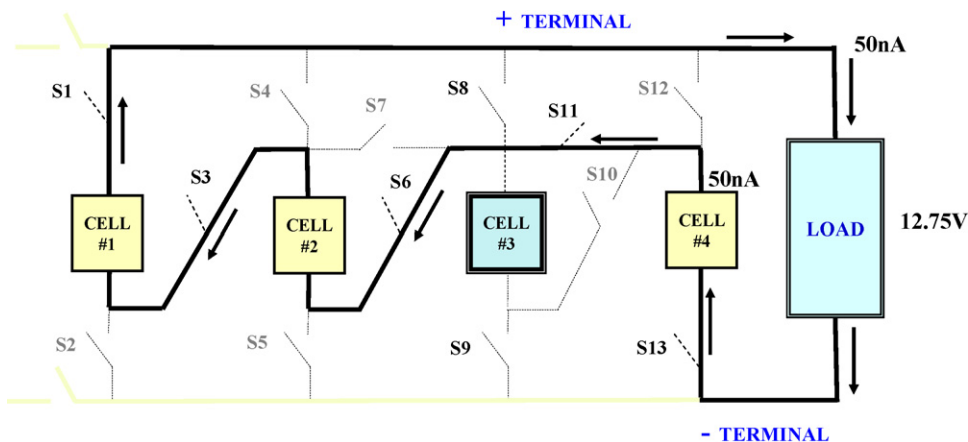 + TERMINAL
50nA
S1
S4
S7
S8
S11
S12
S3
S6
S10
50nA
CELL
#1
CELL
#2
CELL
#3
CELL
#4
LOAD
12.75V
S2
S5
S9
S13
- TERMINAL